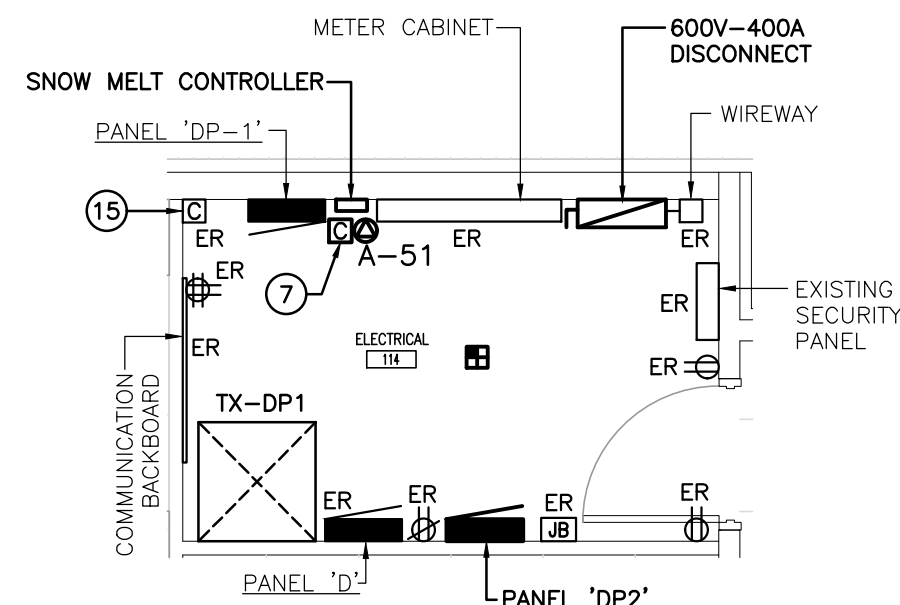 METER CABINET
600V-400A
DISCONNECT
SNOW MELT CONTROLLER
WIREWAY
PANEL 'DP-1'
15
C
ER
C
A-51
ER
ER
ER
7
ER
EXISTING
SECURITY
PANEL
ER
ELECTRICAL
114
ER
COMMUNICATION
BACKBOARD
TX-DP1
ER
ER
ER
ER
JB
PANEL 'D'
PANEL 'DP2'